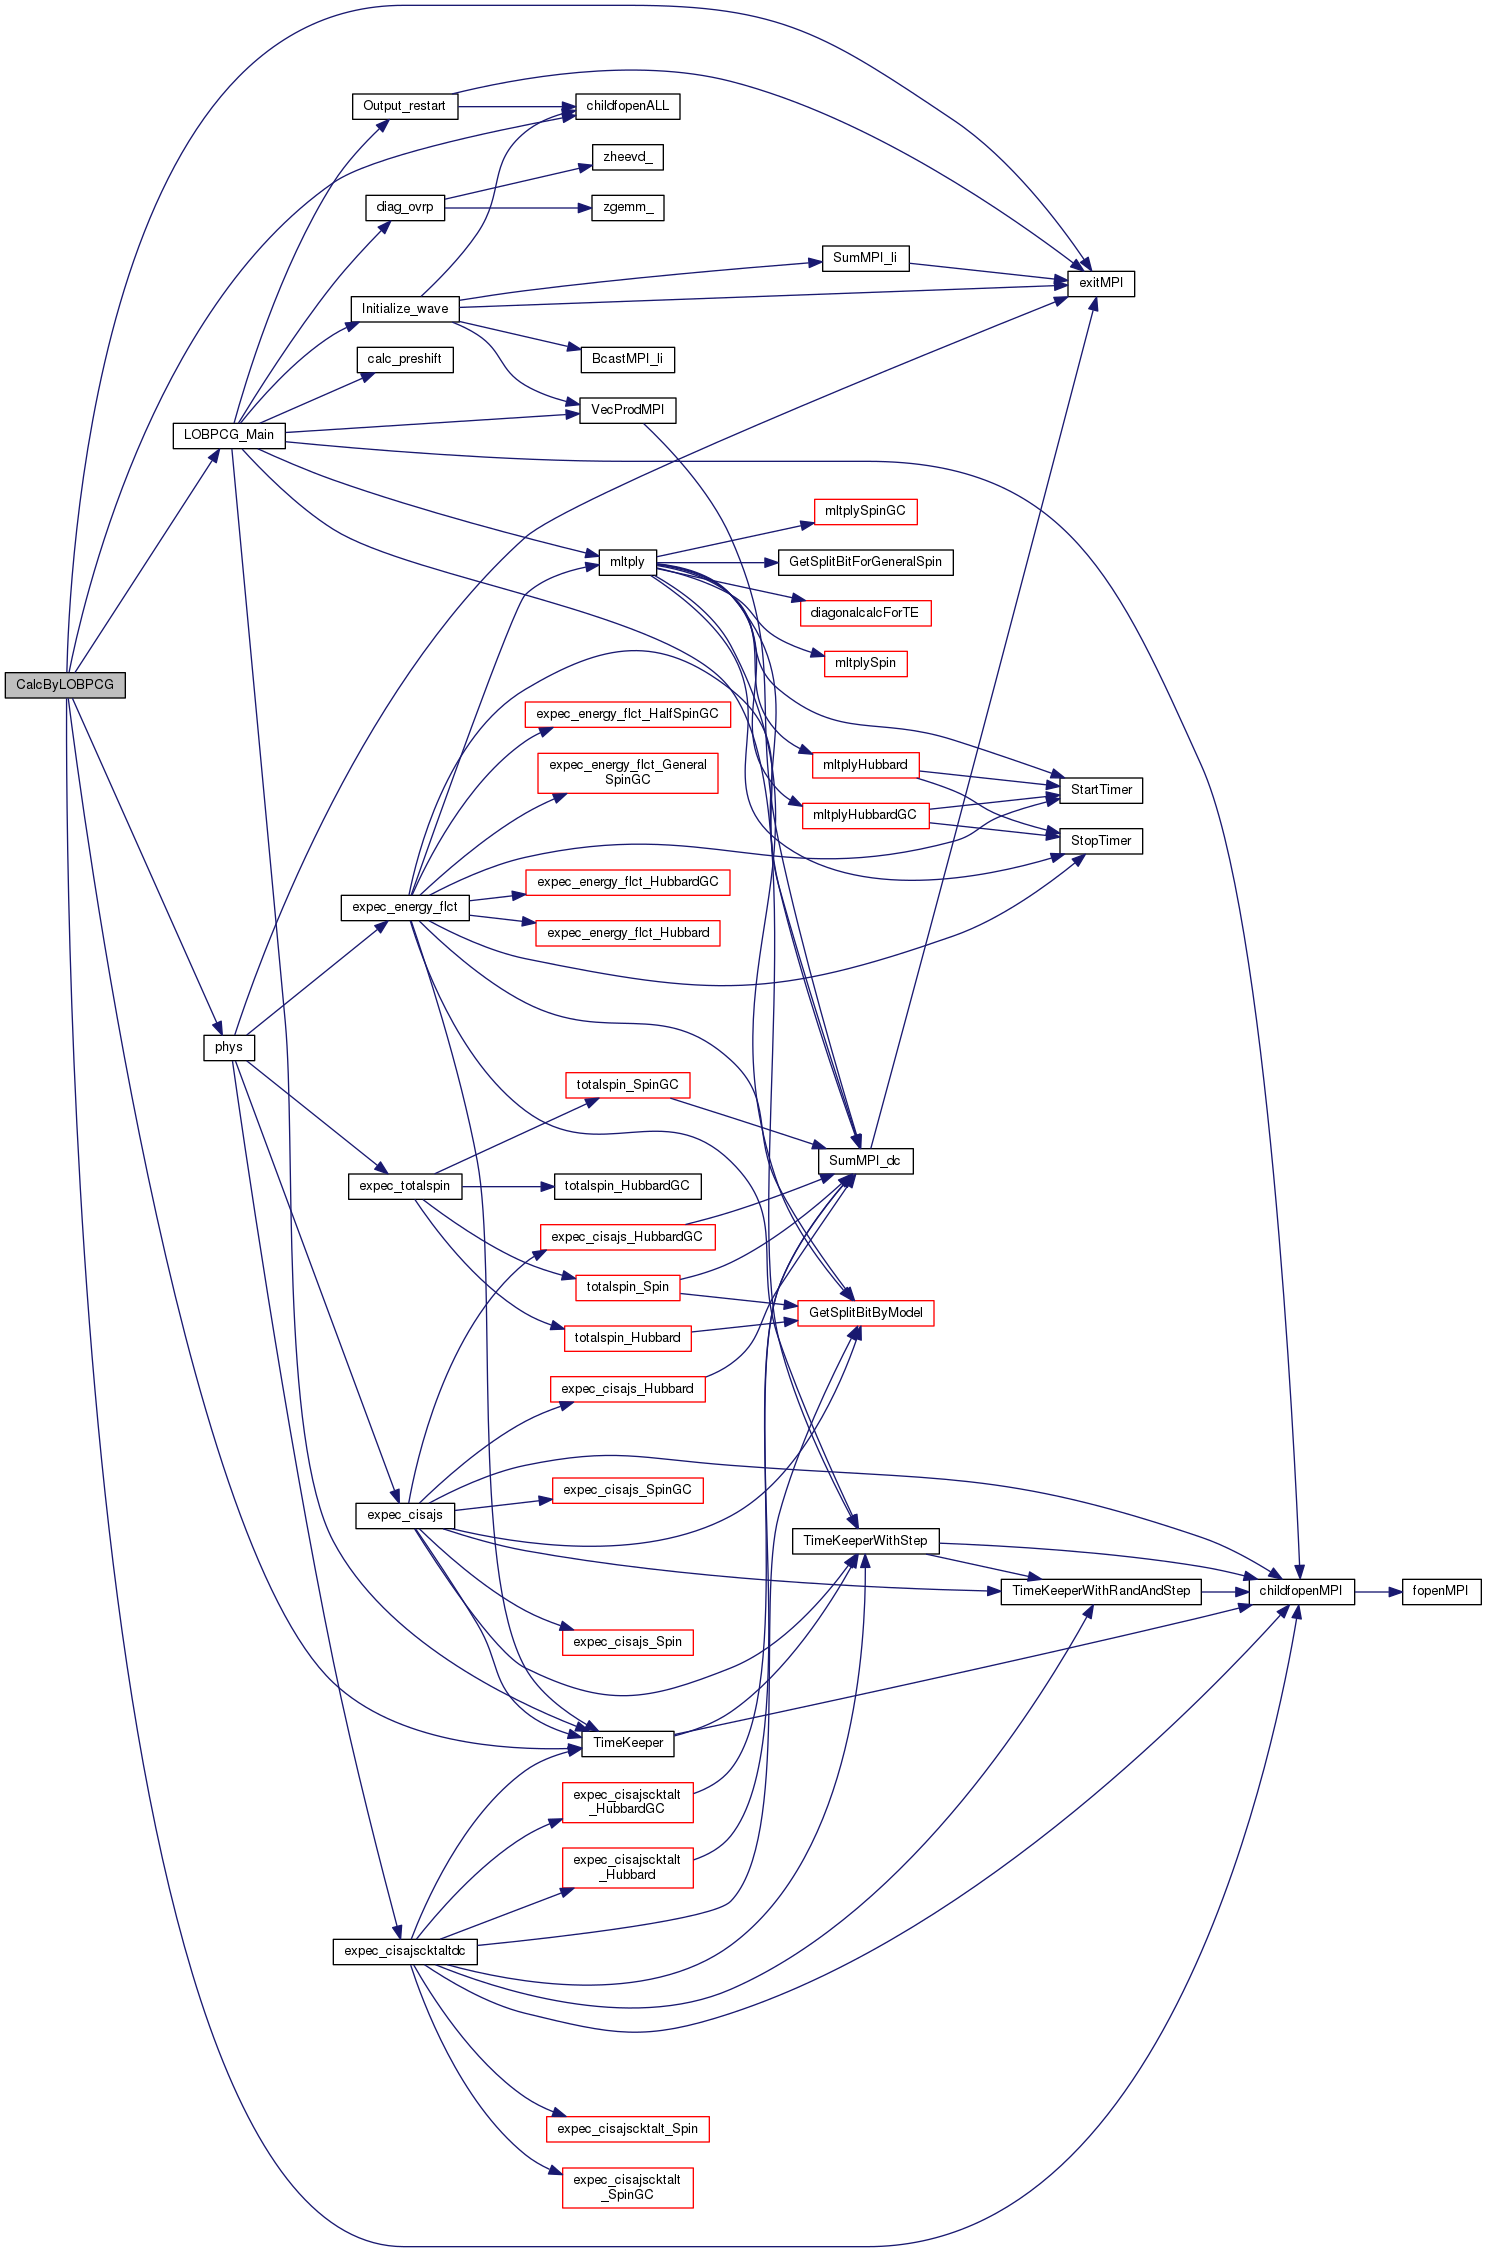 Output_restart
childfopenALL
zheevd_
diag_ovrp
zgemm_
SumMPI_li
exitMPI
Initialize_wave
BcastMPI_li
calc_preshift
VecProdMPI
LOBPCG_Main
mltplySpinGC
mltply
GetSplitBitForGeneralSpin
diagonalcalcForTE
mltplySpin
CalcByLOBPCG
expec_energy_flct_HalfSpinGC
expec_energy_flct_General
SpinGC
mltplyHubbard
StartTimer
mltplyHubbardGC
StopTimer
expec_energy_flct_HubbardGC
expec_energy_flct
expec_energy_flct_Hubbard
phys
totalspin_SpinGC
SumMPI_dc
expec_totalspin
totalspin_HubbardGC
expec_cisajs_HubbardGC
totalspin_Spin
GetSplitBitByModel
totalspin_Hubbard
expec_cisajs_Hubbard
expec_cisajs_SpinGC
expec_cisajs
TimeKeeperWithStep
TimeKeeperWithRandAndStep
childfopenMPI
fopenMPI
expec_cisajs_Spin
TimeKeeper
expec_cisajscktalt
_HubbardGC
expec_cisajscktalt
_Hubbard
expec_cisajscktaltdc
expec_cisajscktalt_Spin
expec_cisajscktalt
_SpinGC